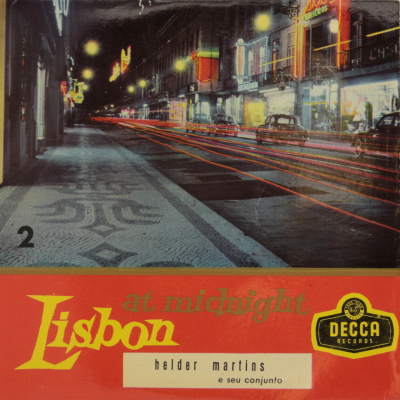 2
at midnight
Lisbon
DECCA
RECORDS
helder martins
e seu conjunto